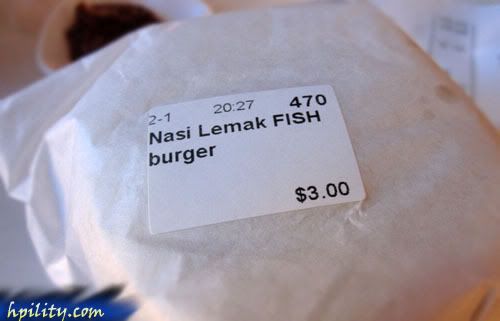 2-1 20:27 470
Nasi Lemak FISH
burger
$3.00
hpility.com